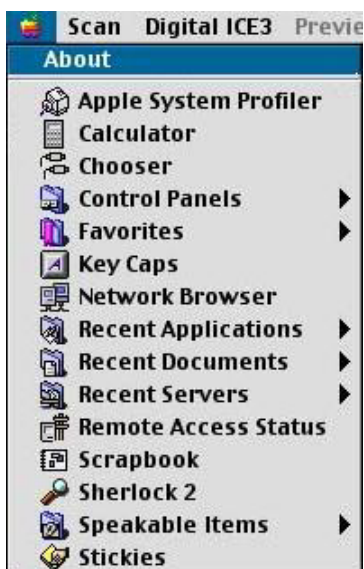 Scan Digital ICE3 Previe
About
Apple System Profiler
Calculator
Chooser
Control Panels
Favorites
Key Caps
Network Browser
Recent Applications
Recent Documents
Recent Servers
Remote Access Status
Scrapbook
Sherlock 2
Speakable Items
Stickies